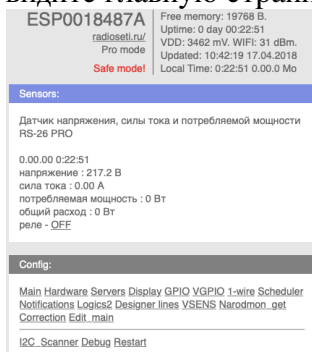 видите главную страни
ESP0018487A
radioseti.ru/
Pro mode
Safe mode!
Free memory: 19768 B.
Uptime: 0 day 00:22:51
VDD: 3462 mV. WIFI: 31 dBm.
Updated: 10:42:19 17.04.2018
Local Time: 0:22:51 0.00.0 Mo
Sensors:
Датчик напряжения, силы тока и потребляемой мощности
RS-26 PRO
0.00.00 0:22:51
напряжение : 217.2 В
сила тока : 0.00 А
потребляемая мощность : 0 Вт
общий расход : 0 Вт
реле - OFF
Config:
Main Hardware Servers Display GPIO VGPIO 1-wire Scheduler
Notifications Logics2 Designer lines VSENS Narodmon_get
Correction Edit_main
I2C_Scanner Debug Restart